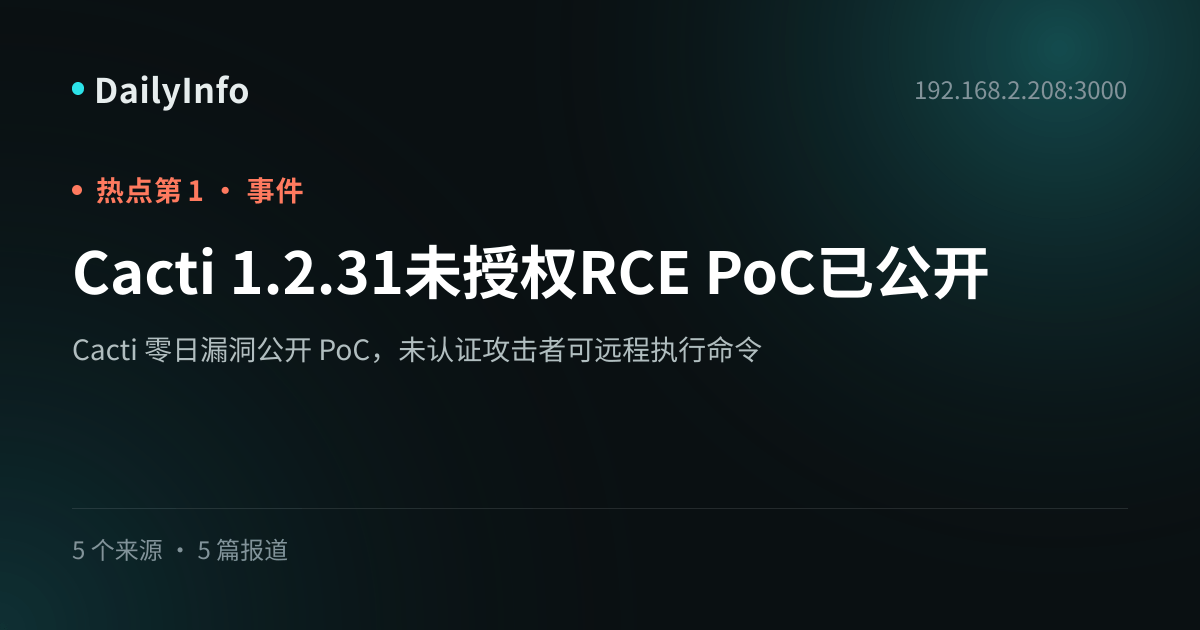 DailyInfo
192.168.2.208:3000
热点第 1 · 事件
Cacti 1.2.31未授权RCE PoC已公开
Cacti 零日漏洞公开 PoC，未认证攻击者可远程执行命令
5 个来源 · 5 篇报道